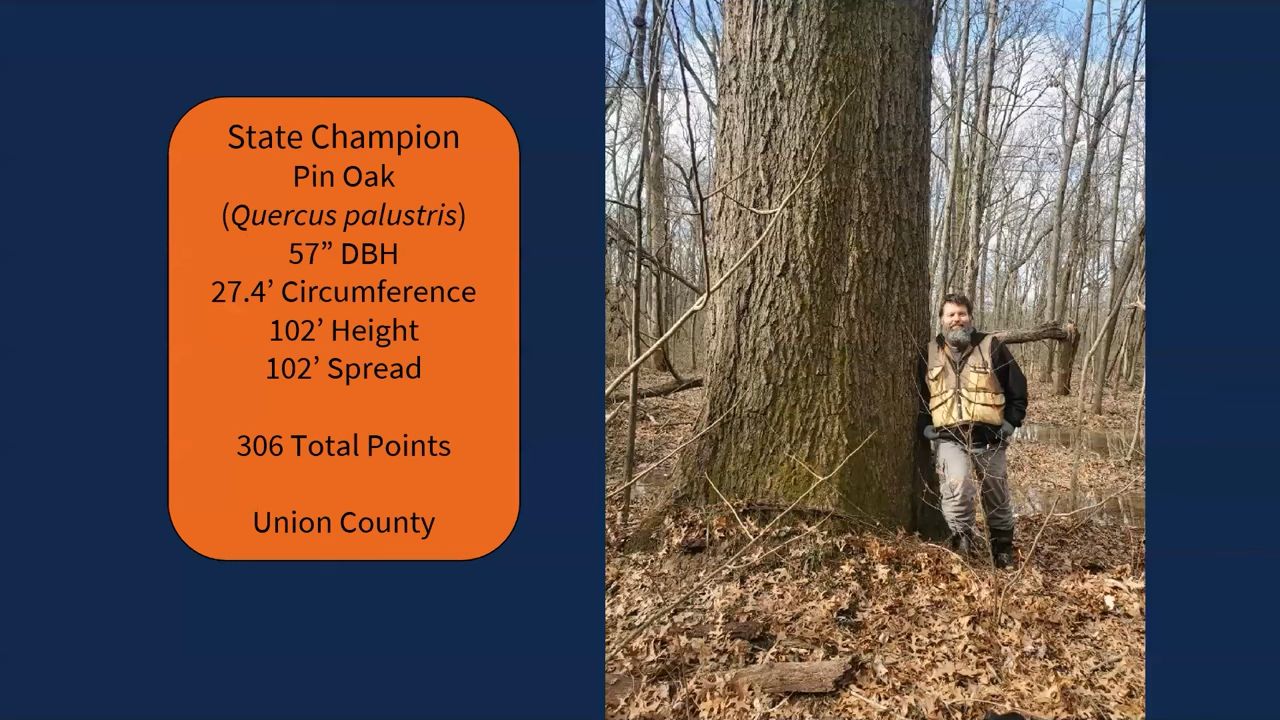 State Champion
Pin Oak
(Quercus palustris)
57” DBH
27.4’ Circumference
102’ Height
102’ Spread
306 Total Points
Union County